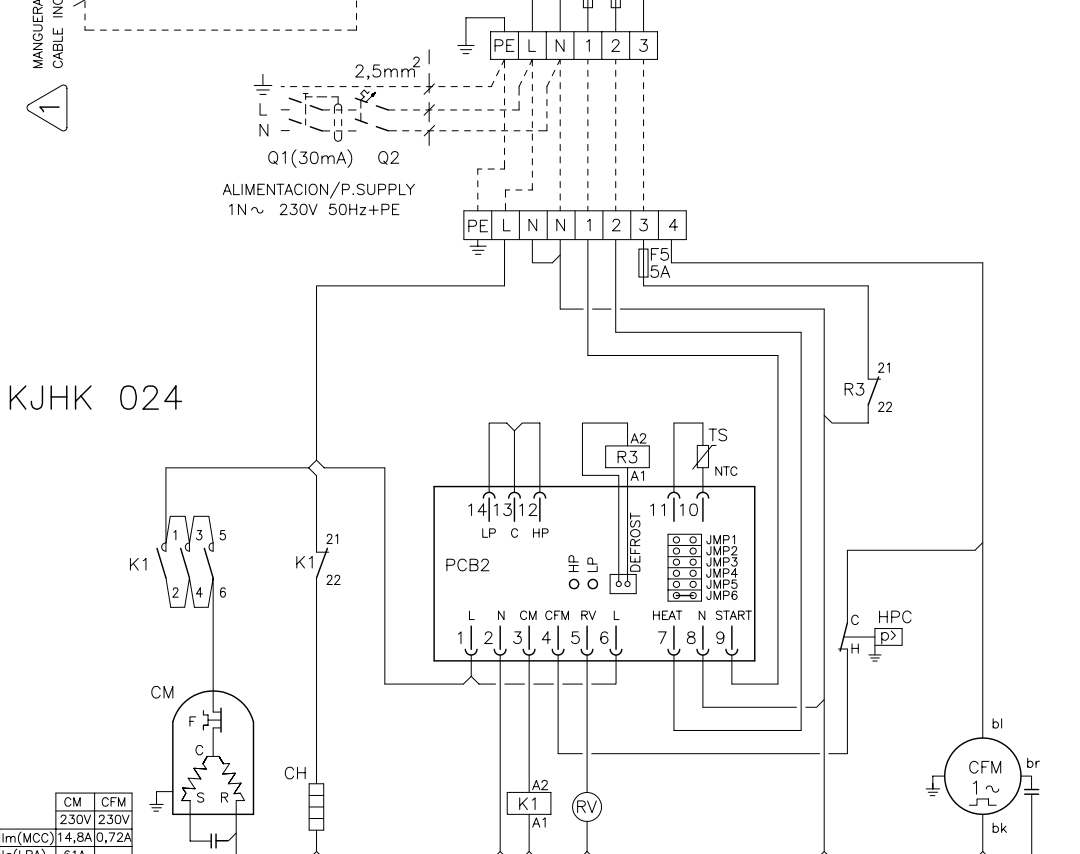 MANGUERA
CABLE INC
1
PE L N 1 2 3
2,5mm2
L
N
Q1(30mA) Q2
ALIMENTACION/P.SUPPLY
1N~ 230V 50Hz+PE
PE L N N 1 2 3 4
F5
5A
KJHK 024
21
R3
22
TS
A2
R3
A1
NTC
14 13 12 11 10
LP C HP
DEFROST
1 3 5
K1
2 4 6
21
K1
22
PCB2
HP LP
JMP1
JMP2
JMP3
JMP4
JMP5
JMP6
L N CM CFM RV L HEAT N START
1 2 3 4 5 6 7 8 9
C HPC
p>
H
CM
F
C
S R
CH
A2
K1
A1
RV
bl
CFM
1~
br
bk
CM CFM
230V 230V
Im(MCC) 14,8A 0,72A